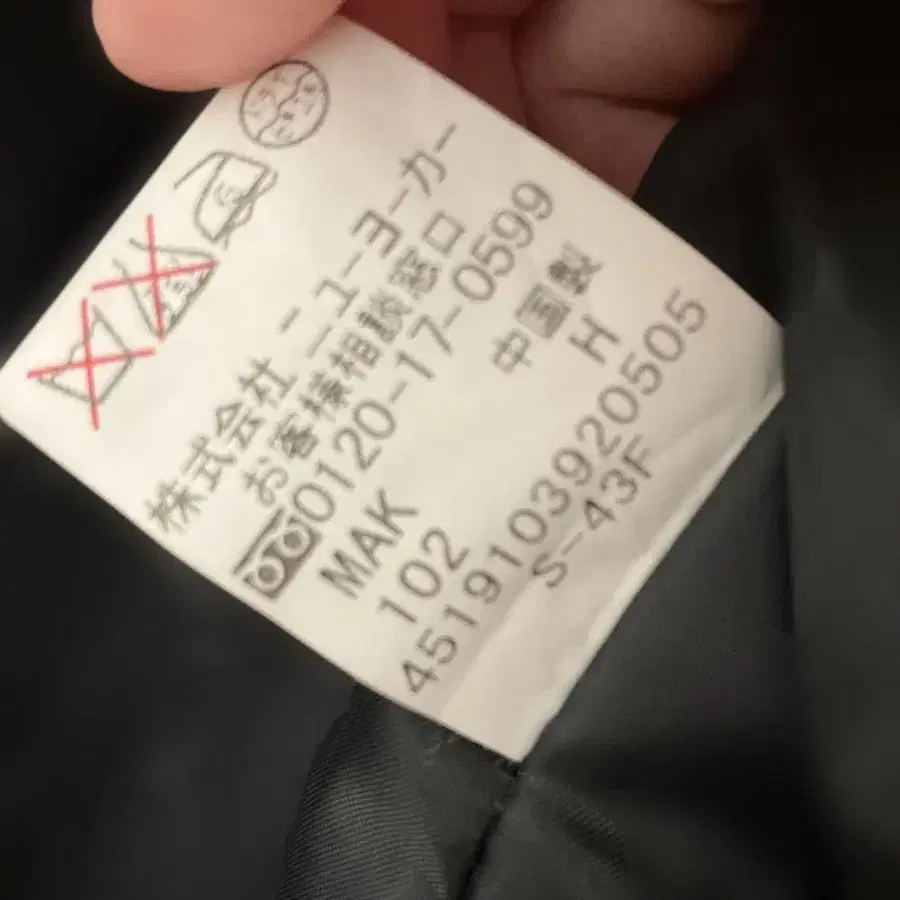 株式会社 ニューヨーカー
お客様相談窓口
0120-17-0599
中国製
MAK H
102
4519103920505
S-43F